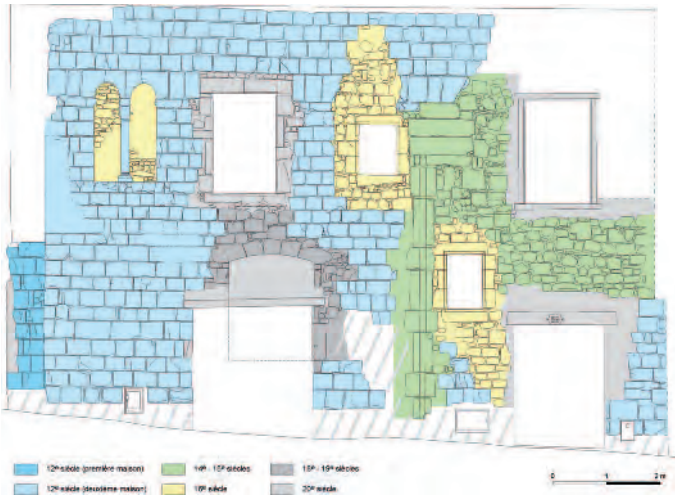 12e siècle (première maison)
14e - 15e siècles
18e - 19e siècles
12e siècle (deuxième maison)
16e siècle
20e siècle
0 1 2 m